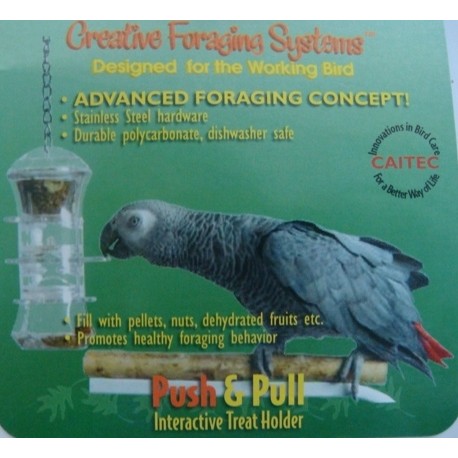 Creative Foraging Systems™
Designed for the Working Bird
• ADVANCED FORAGING CONCEPT!
• Stainless Steel hardware
• Durable polycarbonate, dishwasher safe
Innovations in Bird Care
CAITEC
For a Better Way of Life
• Fill with pellets, nuts, dehydrated fruits etc.
• Promotes healthy foraging behavior
Push & Pull
Interactive Treat Holder